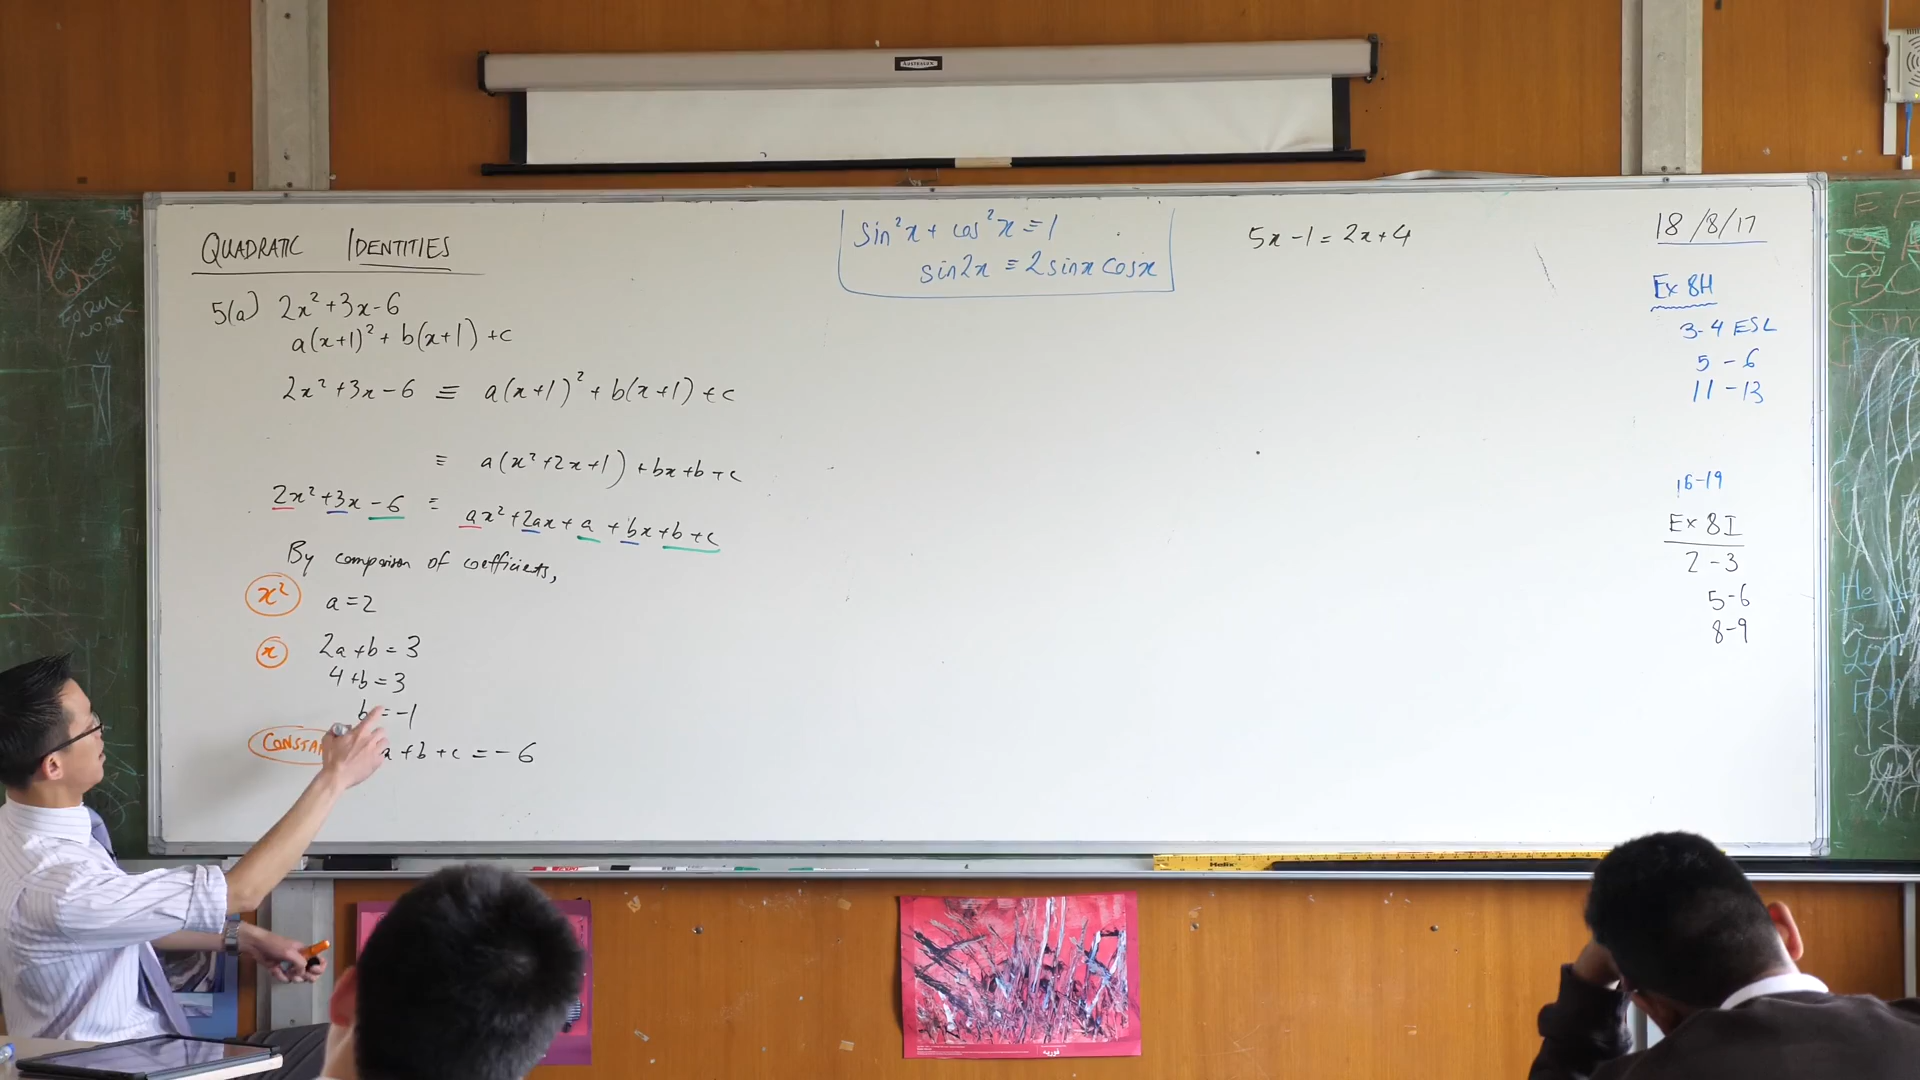 AUSTRALUX
QUADRATIC IDENTITIES
5(a) 2x² + 3x - 6
a(x+1)² + b(x+1) + c
2x² + 3x - 6 ≡ a(x+1)² + b(x+1) + c
≡ a(x² + 2x + 1) + bx + b + c
2x² + 3x - 6 ≡ ax² + 2ax + a + bx + b + c
By comparison of coefficients,
x² a = 2
x 2a + b = 3
4 + b = 3
b = -1
a + b + c = -6
sin²x + cos²x ≡ 1
sin2x ≡ 2sinx cosx
5x - 1 = 2x + 4
18/8/17
Ex 8H
3-4 ESL
5 - 6
11 - 13
16-19
Ex 8I
2 - 3
5-6
8-9
Helix